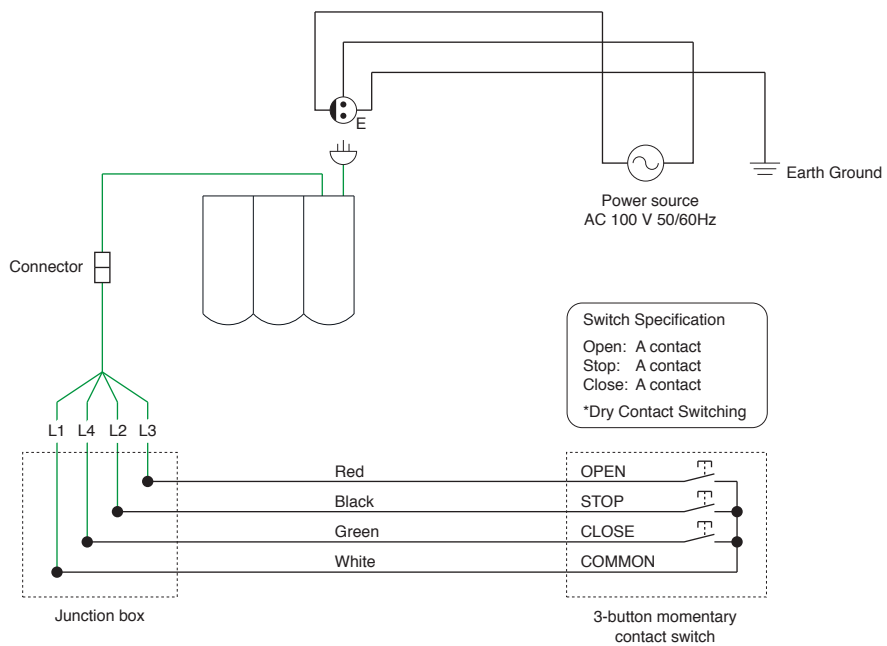 E
Earth Ground
Power source
AC 100 V 50/60Hz
Connector
Switch Specification
Open: A contact
Stop: A contact
Close: A contact
*Dry Contact Switching
L1 L4 L2 L3
Red OPEN
Black STOP
Green CLOSE
White COMMON
Junction box
3-button momentary
contact switch